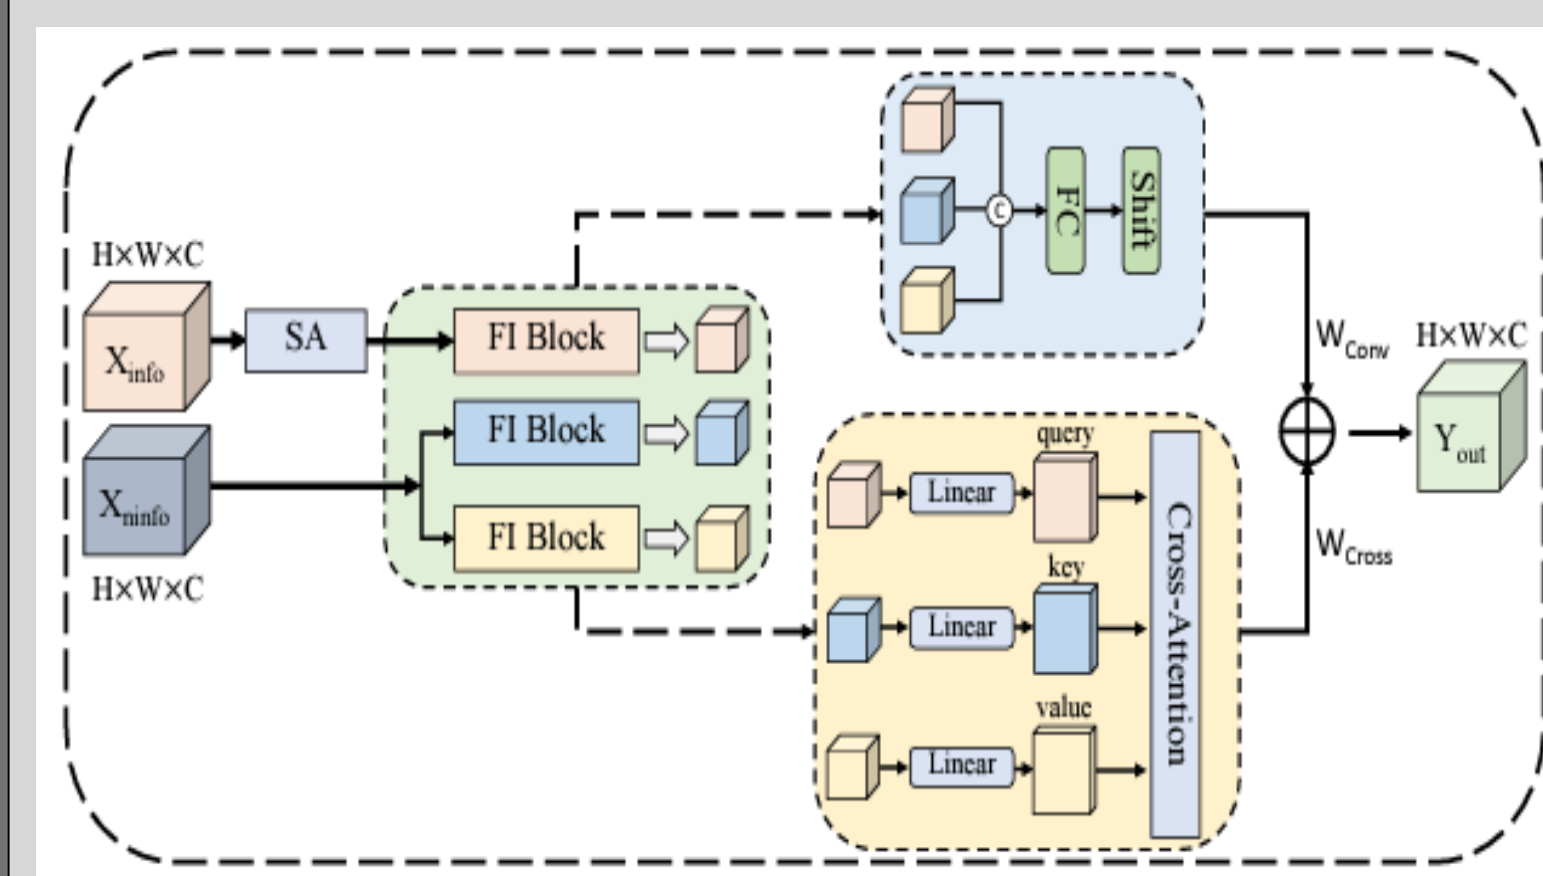 H×W×C
X_info
SA
X_ninfo
H×W×C
FI Block
FI Block
FI Block
C
FC
Shift
query
Linear
key
Linear
value
Linear
Cross-Attention
W_Conv
W_Cross
H×W×C
Y_out